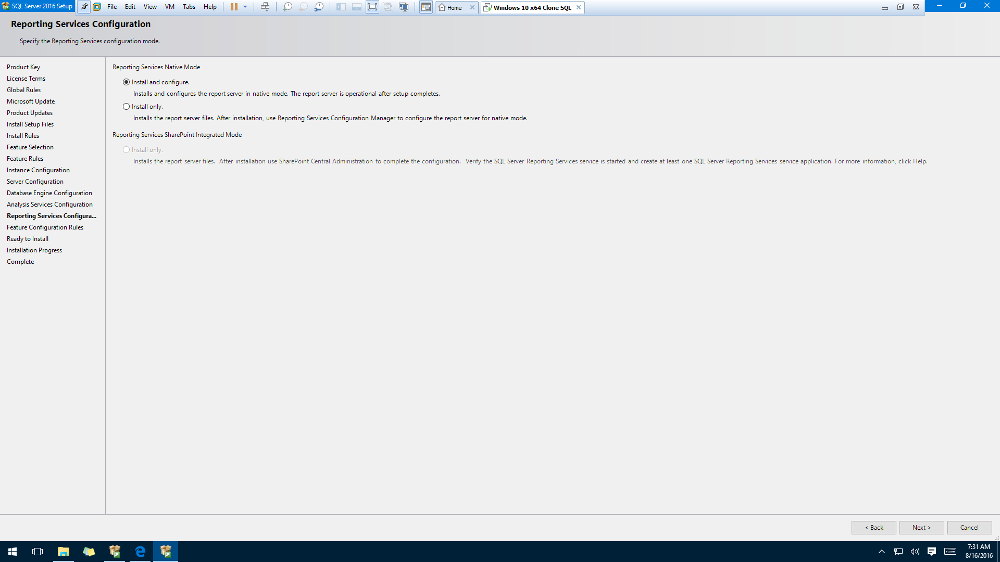 SQL Server 2016 Setup
File Edit View VM Tabs Help
Home
Windows 10 x64 Clone SQL
Reporting Services Configuration
Specify the Reporting Services configuration mode.
Product Key
License Terms
Global Rules
Microsoft Update
Product Updates
Install Setup Files
Install Rules
Feature Selection
Feature Rules
Instance Configuration
Server Configuration
Database Engine Configuration
Analysis Services Configuration
Reporting Services Configura...
Feature Configuration Rules
Ready to Install
Installation Progress
Complete
Reporting Services Native Mode
Install and configure.
Installs and configures the report server in native mode. The report server is operational after setup completes.
Install only.
Installs the report server files. After installation, use Reporting Services Configuration Manager to configure the report server for native mode.
Reporting Services SharePoint Integrated Mode
Install only.
Installs the report server files. After installation use SharePoint Central Administration to complete the configuration. Verify the SQL Server Reporting Services service is started and create at least one SQL Server Reporting Services service application. For more information, click Help.
< Back
Next >
Cancel
7:31 AM
8/16/2016